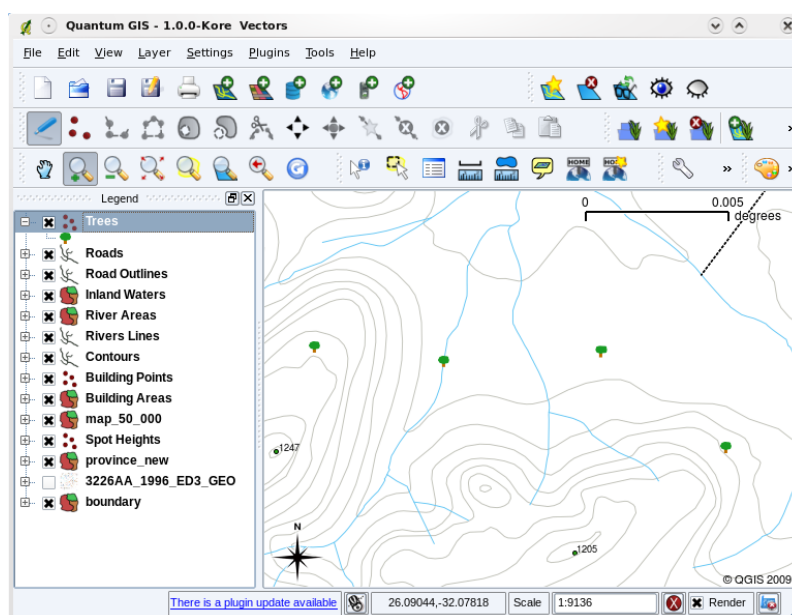 Quantum GIS - 1.0.0-Kore Vectors
File Edit View Layer Settings Plugins Tools Help
HOME HOME
»
» »
Legend
Trees
Roads
Road Outlines
Inland Waters
River Areas
Rivers Lines
Contours
Building Points
Building Areas
map_50_000
Spot Heights
province_new
3226AA_1996_ED3_GEO
boundary
0 0.005
degrees
1247
1205
N
© QGIS 2009
There is a plugin update available 26.09044,-32.07818 Scale 1:9136 Render